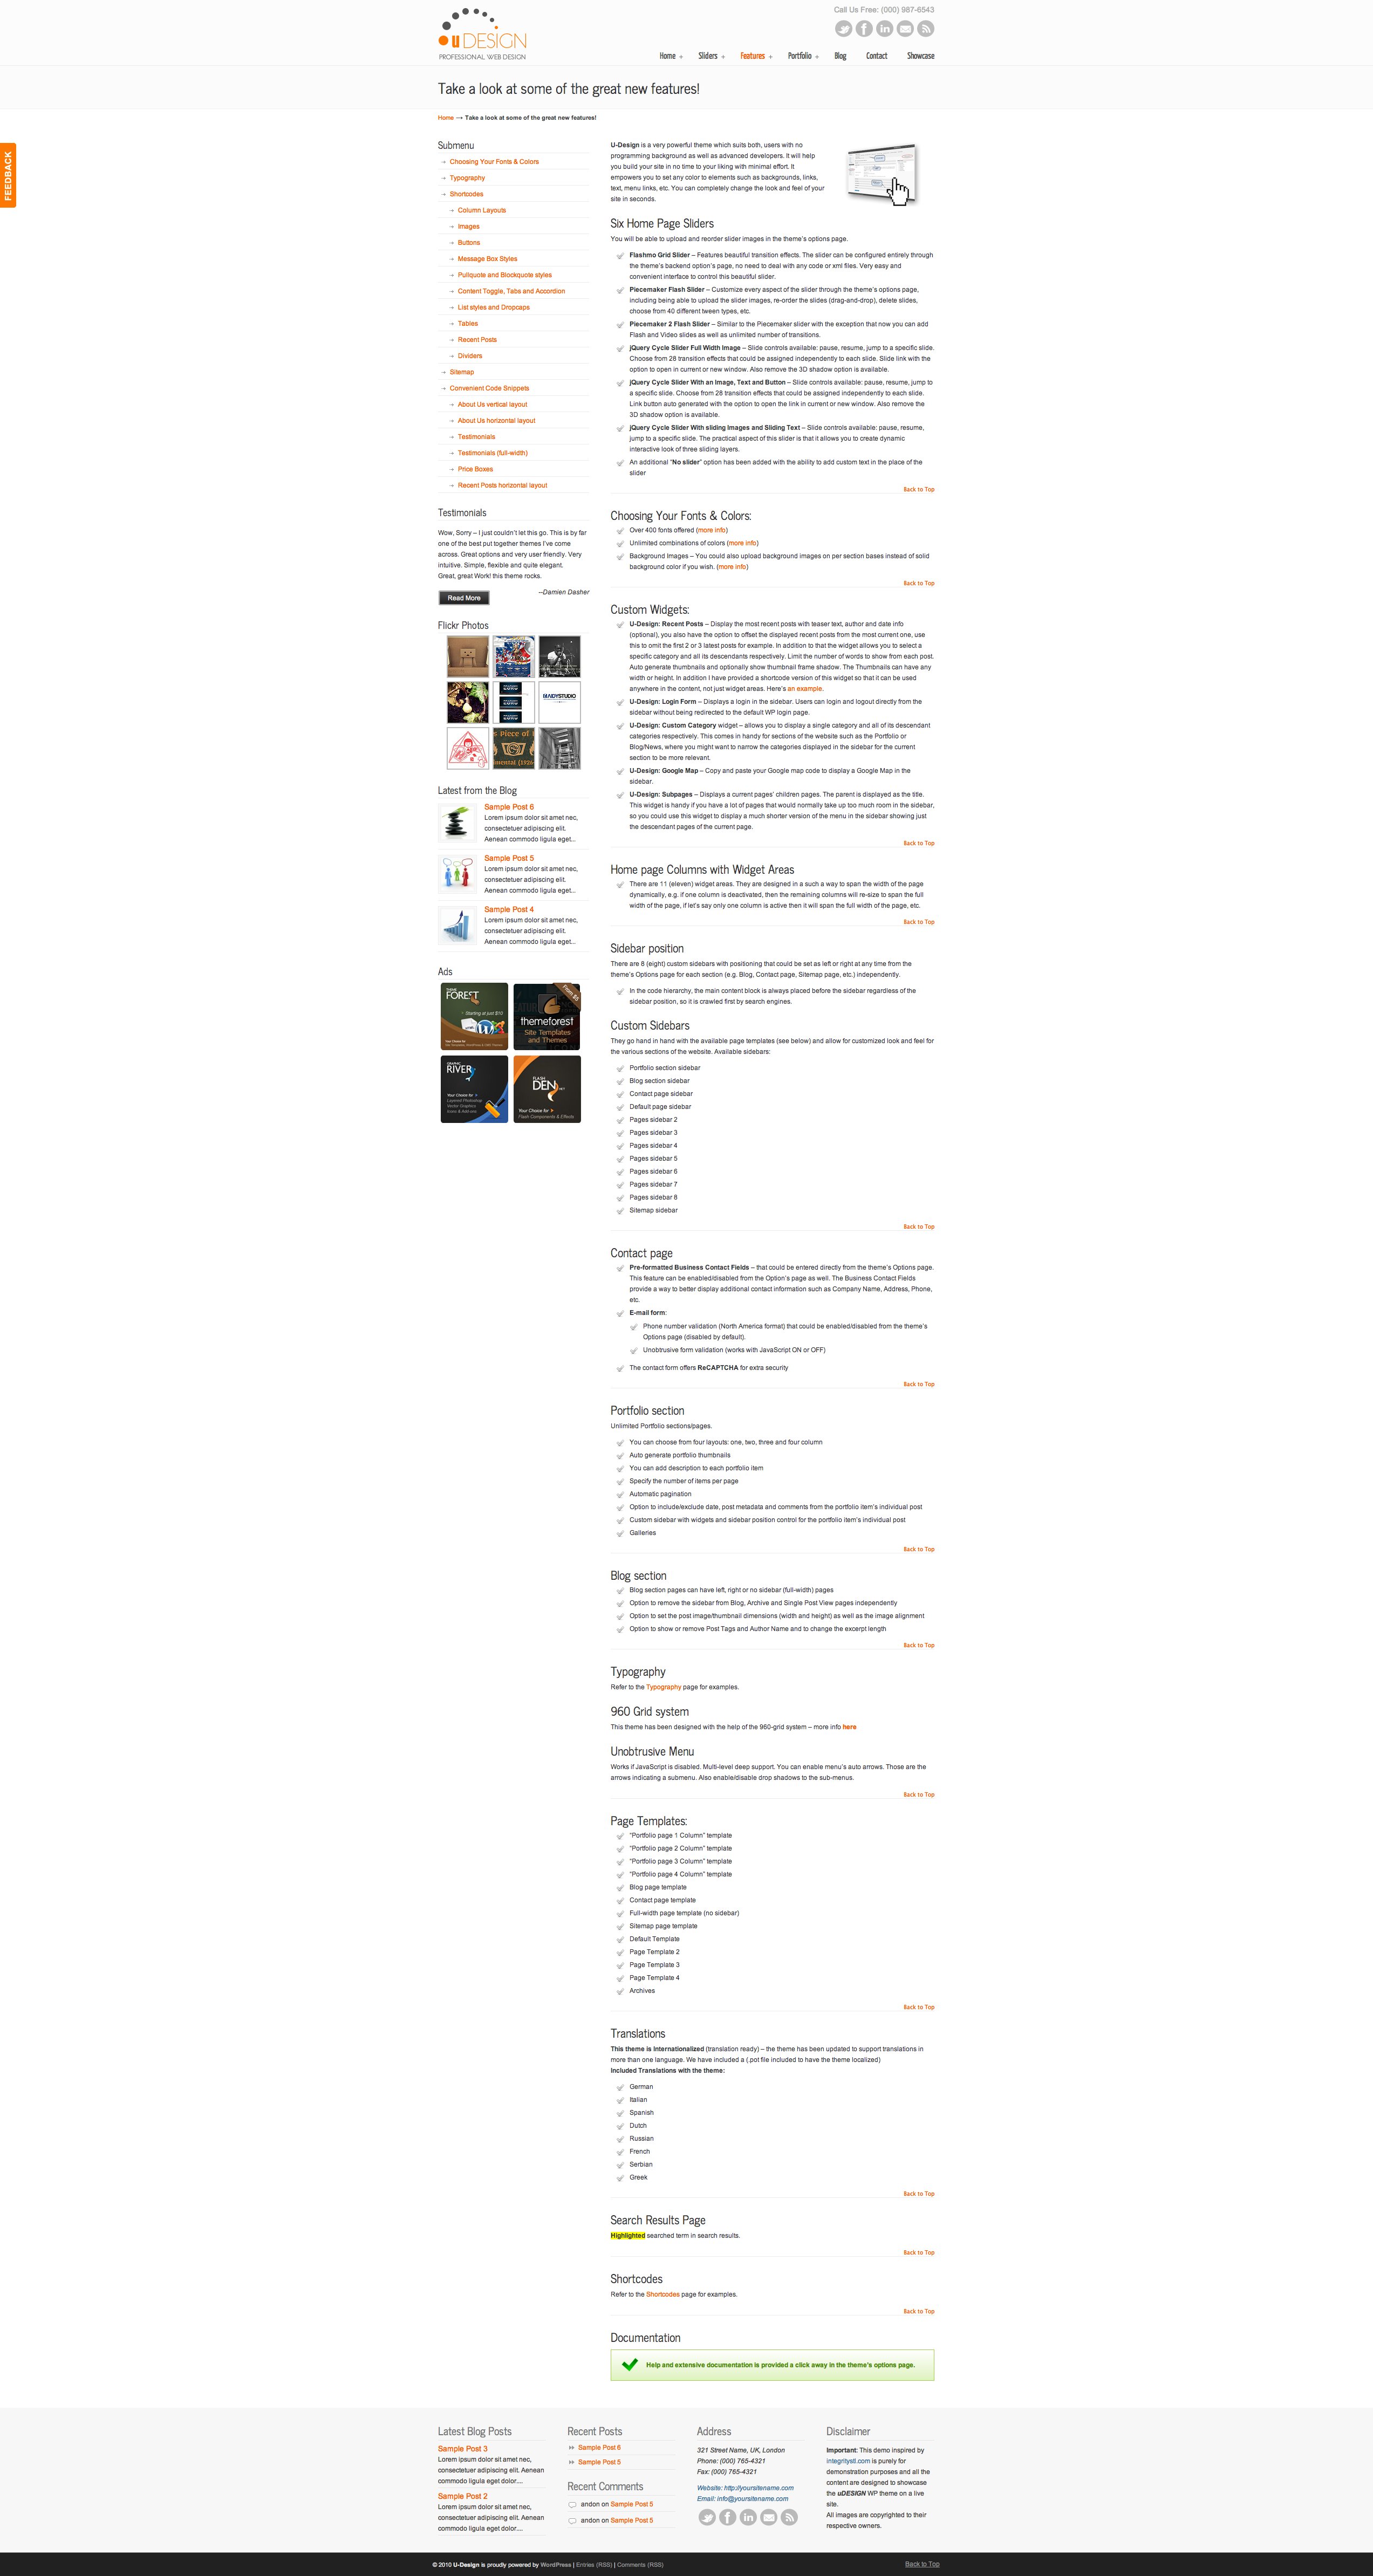 Call Us Free: (000) 987-6543
uDESIGN
PROFESSIONAL WEB DESIGN
Home + Sliders + Features + Portfolio + Blog Contact Showcase
Take a look at some of the great new features!
Home → Take a look at some of the great new features!
FEEDBACK
Submenu
Choosing Your Fonts & Colors
Typography
Shortcodes
Column Layouts
Images
Buttons
Message Box Styles
Pullquote and Blockquote styles
Content Toggle, Tabs and Accordion
List styles and Dropcaps
Tables
Recent Posts
Dividers
Sitemap
Convenient Code Snippets
About Us vertical layout
About Us horizontal layout
Testimonials
Testimonials (full-width)
Price Boxes
Recent Posts horizontal layout
Testimonials
Wow, Sorry – I just couldn't let this go. This is by far
one of the best put together themes I've come
across. Great options and very user friendly. Very
intuitive. Simple, flexible and quite elegant.
Great, great Work! this theme rocks.
--Damien Dasher
Read More
Flickr Photos
Latest from the Blog
Sample Post 6
Lorem ipsum dolor sit amet nec,
consectetuer adipiscing elit.
Aenean commodo ligula eget...
Sample Post 5
Lorem ipsum dolor sit amet nec,
consectetuer adipiscing elit.
Aenean commodo ligula eget...
Sample Post 4
Lorem ipsum dolor sit amet nec,
consectetuer adipiscing elit.
Aenean commodo ligula eget...
Ads
THEME FOREST
Starting at just $10
themeforest
Site Templates
and Themes
GRAPHIC RIVER
Your Choice for
Layered Photoshop
Vector Graphics
Icons & Add-ons
FLASH DEN.NET
Your Choice for
Flash Components & Effects
U-Design is a very powerful theme which suits both, users with no
programming background as well as advanced developers. It will help
you build your site in no time to your liking with minimal effort. It
empowers you to set any color to elements such as backgrounds, links,
text, menu links, etc. You can completely change the look and feel of your
site in seconds.
Six Home Page Sliders
You will be able to upload and reorder slider images in the theme's options page.
Flashmo Grid Slider – Features beautiful transition effects. The slider can be configured entirely through
the theme's backend option's page, no need to deal with any code or xml files. Very easy and
convenient interface to control this beautiful slider.
Piecemaker Flash Slider – Customize every aspect of the slider through the theme's options page,
including being able to upload the slider images, re-order the slides (drag-and-drop), delete slides,
choose from 40 different tween types, etc.
Piecemaker 2 Flash Slider – Similar to the Piecemaker slider with the exception that now you can add
Flash and Video slides as well as unlimited number of transitions.
jQuery Cycle Slider Full Width Image – Slide controls available: pause, resume, jump to a specific slide.
Choose from 28 transition effects that could be assigned independently to each slide. Slide link with the
option to open in current or new window. Also remove the 3D shadow option is available.
jQuery Cycle Slider With an Image, Text and Button – Slide controls available: pause, resume, jump to
a specific slide. Choose from 28 transition effects that could be assigned independently to each slide.
Link button auto generated with the option to open the link in current or new window. Also remove the
3D shadow option is available.
jQuery Cycle Slider With sliding Images and Sliding Text – Slide controls available: pause, resume,
jump to a specific slide. The practical aspect of this slider is that it allows you to create dynamic
interactive look of three sliding layers.
An additional "No slider" option has been added with the ability to add custom text in the place of the
slider
Back to Top
Choosing Your Fonts & Colors:
Over 400 fonts offered (more info)
Unlimited combinations of colors (more info)
Background Images – You could also upload background images on per section bases instead of solid
background color if you wish. (more info)
Back to Top
Custom Widgets:
U-Design: Recent Posts – Display the most recent posts with teaser text, author and date info
(optional), you also have the option to offset the displayed recent posts from the most current one, use
this to omit the first 2 or 3 latest posts for example. In addition to that the widget allows you to select a
specific category and all its descendants respectively. Limit the number of words to show from each post.
Auto generate thumbnails and optionally show thumbnail frame shadow. The Thumbnails can have any
width or height. In addition I have provided a shortcode version of this widget so that it can be used
anywhere in the content, not just widget areas. Here's an example.
U-Design: Login Form – Displays a login in the sidebar. Users can login and logout directly from the
sidebar without being redirected to the default WP login page.
U-Design: Custom Category widget – allows you to display a single category and all of its descendant
categories respectively. This comes in handy for sections of the website such as the Portfolio or
Blog/News, where you might want to narrow the categories displayed in the sidebar for the current
section to be more relevant.
U-Design: Google Map – Copy and paste your Google map code to display a Google Map in the
sidebar.
U-Design: Subpages – Displays a current pages' children pages. The parent is displayed as the title.
This widget is handy if you have a lot of pages that would normally take up too much room in the sidebar,
so you could use this widget to display a much shorter version of the menu in the sidebar showing just
the descendant pages of the current page.
Back to Top
Home page Columns with Widget Areas
There are 11 (eleven) widget areas. They are designed in a such a way to span the width of the page
dynamically, e.g. if one column is deactivated, then the remaining columns will re-size to span the full
width of the page, if let's say only one column is active then it will span the full width of the page, etc.
Back to Top
Sidebar position
There are 8 (eight) custom sidebars with positioning that could be set as left or right at any time from the
theme's Options page for each section (e.g. Blog, Contact page, Sitemap page, etc.) independently.
In the code hierarchy, the main content block is always placed before the sidebar regardless of the
sidebar position, so it is crawled first by search engines.
Custom Sidebars
They go hand in hand with the available page templates (see below) and allow for customized look and feel for
the various sections of the website. Available sidebars:
Portfolio section sidebar
Blog section sidebar
Contact page sidebar
Default page sidebar
Pages sidebar 2
Pages sidebar 3
Pages sidebar 4
Pages sidebar 5
Pages sidebar 6
Pages sidebar 7
Pages sidebar 8
Sitemap sidebar
Back to Top
Contact page
Pre-formatted Business Contact Fields – that could be entered directly from the theme's Options page.
This feature can be enabled/disabled from the Option's page as well. The Business Contact Fields
provide a way to better display additional contact information such as Company Name, Address, Phone,
etc.
E-mail form:
Phone number validation (North America format) that could be enabled/disabled from the theme's
Options page (disabled by default).
Unobtrusive form validation (works with JavaScript ON or OFF)
The contact form offers ReCAPTCHA for extra security
Back to Top
Portfolio section
Unlimited Portfolio sections/pages.
You can choose from four layouts: one, two, three and four column
Auto generate portfolio thumbnails
You can add description to each portfolio item
Specify the number of items per page
Automatic pagination
Option to include/exclude date, post metadata and comments from the portfolio item's individual post
Custom sidebar with widgets and sidebar position control for the portfolio item's individual post
Galleries
Back to Top
Blog section
Blog section pages can have left, right or no sidebar (full-width) pages
Option to remove the sidebar from Blog, Archive and Single Post View pages independently
Option to set the post image/thumbnail dimensions (width and height) as well as the image alignment
Option to show or remove Post Tags and Author Name and to change the excerpt length
Back to Top
Typography
Refer to the Typography page for examples.
960 Grid system
This theme has been designed with the help of the 960-grid system – more info here
Unobtrusive Menu
Works if JavaScript is disabled. Multi-level deep support. You can enable menu's auto arrows. Those are the
arrows indicating a submenu. Also enable/disable drop shadows to the sub-menus.
Back to Top
Page Templates:
"Portfolio page 1 Column" template
"Portfolio page 2 Column" template
"Portfolio page 3 Column" template
"Portfolio page 4 Column" template
Blog page template
Contact page template
Full-width page template (no sidebar)
Sitemap page template
Default Template
Page Template 2
Page Template 3
Page Template 4
Archives
Back to Top
Translations
This theme is Internationalized (translation ready) – the theme has been updated to support translations in
more than one language. We have included a (.pot file included to have the theme localized)
Included Translations with the theme:
German
Italian
Spanish
Dutch
Russian
French
Serbian
Greek
Back to Top
Search Results Page
Highlighted searched term in search results.
Back to Top
Shortcodes
Refer to the Shortcodes page for examples.
Back to Top
Documentation
Help and extensive documentation is provided a click away in the theme's options page.
Latest Blog Posts
Sample Post 3
Lorem ipsum dolor sit amet nec,
consectetuer adipiscing elit. Aenean
commodo ligula eget dolor....
Sample Post 2
Lorem ipsum dolor sit amet nec,
consectetuer adipiscing elit. Aenean
commodo ligula eget dolor....
Recent Posts
Sample Post 6
Sample Post 5
Recent Comments
andon on Sample Post 5
andon on Sample Post 5
Address
321 Street Name, UK, London
Phone: (000) 765-4321
Fax: (000) 765-4321
Website: http://yoursitename.com
Email: info@yoursitename.com
Disclaimer
Important: This demo inspired by
integritystl.com is purely for
demonstration purposes and all the
content are designed to showcase
the uDESIGN WP theme on a live
site.
All images are copyrighted to their
respective owners.
© 2010 U-Design is proudly powered by WordPress | Entries (RSS) | Comments (RSS)
Back to Top